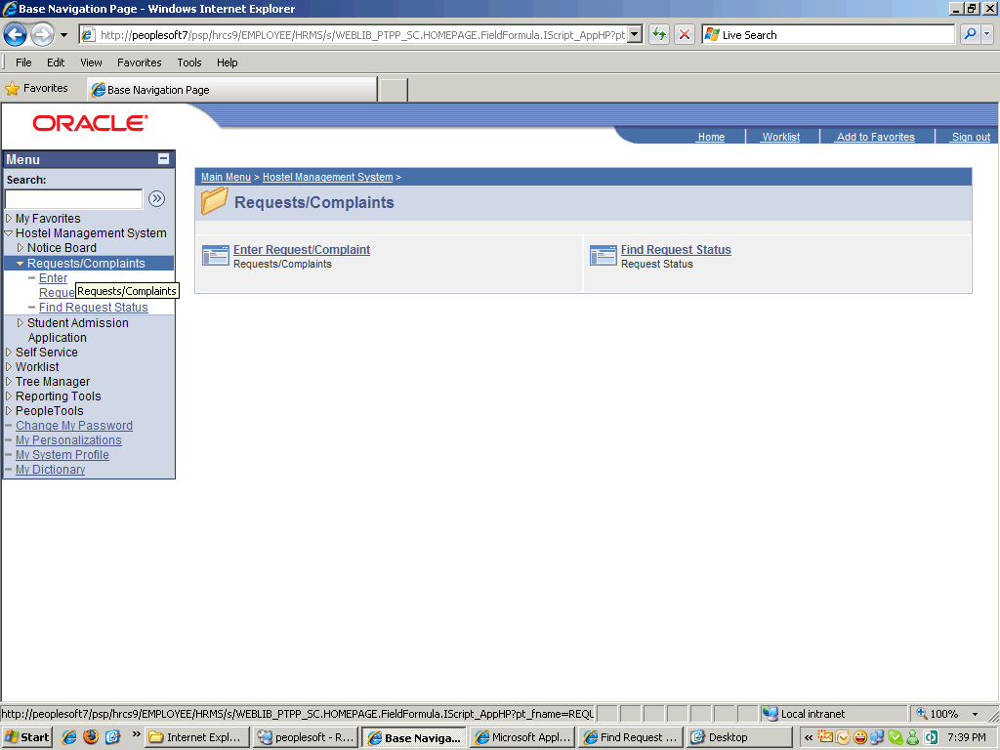 Base Navigation Page - Windows Internet Explorer
http://peoplesoft7/psp/hrcs9/EMPLOYEE/HRMS/s/WEBLIB_PTPP_SC.HOMEPAGE.FieldFormula.IScript_AppHP?pt
Live Search
File Edit View Favorites Tools Help
Favorites
Base Navigation Page
ORACLE®
Home Worklist Add to Favorites Sign out
Menu
Search:
My Favorites
Hostel Management System
Notice Board
Requests/Complaints
Enter
Reque
Requests/Complaints
Find Request Status
Student Admission
Application
Self Service
Worklist
Tree Manager
Reporting Tools
PeopleTools
Change My Password
My Personalizations
My System Profile
My Dictionary
Main Menu > Hostel Management System >
Requests/Complaints
Enter Request/Complaint
Requests/Complaints
Find Request Status
Request Status
http://peoplesoft7/psp/hrcs9/EMPLOYEE/HRMS/s/WEBLIB_PTPP_SC.HOMEPAGE.FieldFormula.IScript_AppHP?pt_fname=REQU
Local intranet
100%
Start
Internet Expl...
peoplesoft - R...
Base Naviga...
Microsoft Appl...
Find Request ...
Desktop
7:39 PM